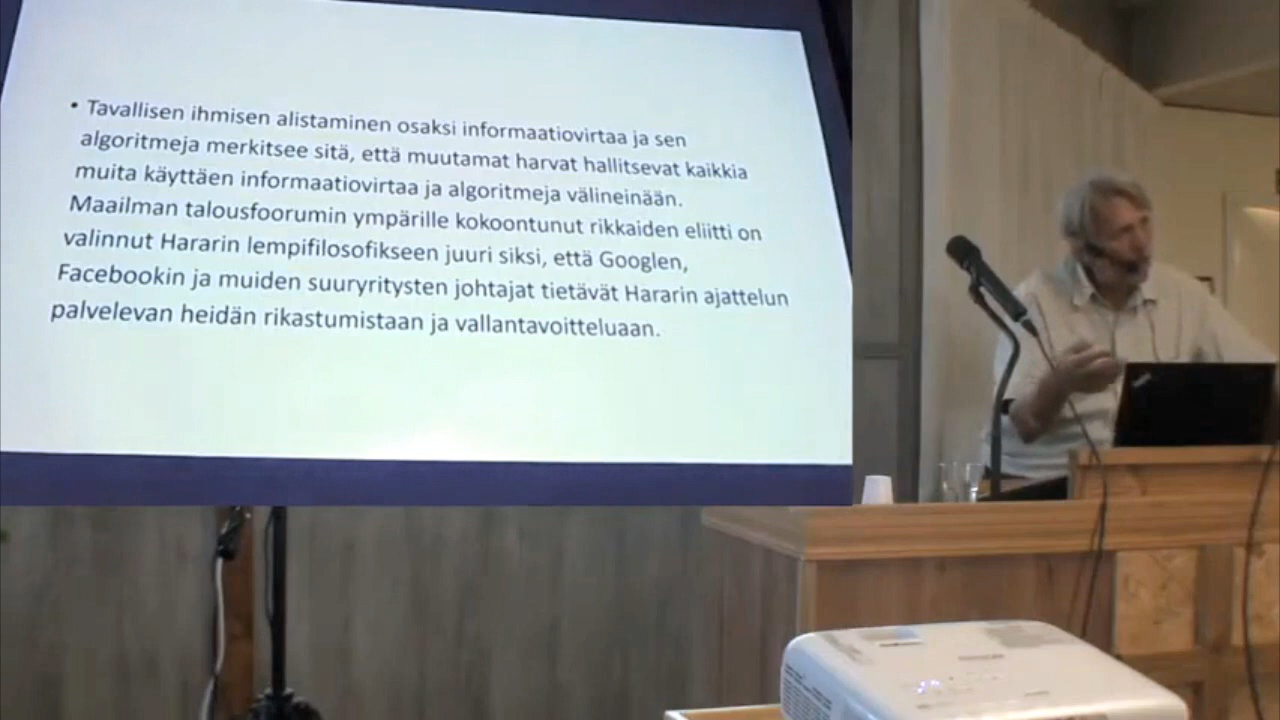 • Tavallisen ihmisen alistaminen osaksi informaatiovirtaa ja sen
algoritmeja merkitsee sitä, että muutamat harvat hallitsevat kaikkia
muita käyttäen informaatiovirtaa ja algoritmeja välineinään.
Maailman talousfoorumin ympärille kokoontunut rikkaiden eliitti on
valinnut Hararin lempifilosofikseen juuri siksi, että Googlen,
Facebookin ja muiden suuryritysten johtajat tietävät Hararin ajattelun
palvelevan heidän rikastumistaan ja vallantavoitteluaan.